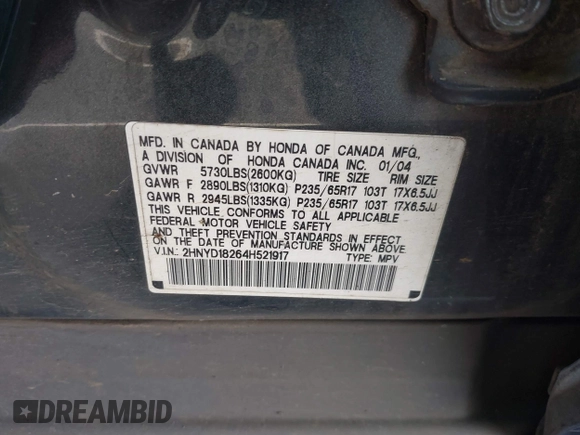 MFD. IN CANADA BY HONDA OF CANADA MFG.,
A DIVISION OF HONDA CANADA INC. 01/04
GVWR 5730LBS(2600KG) TIRE SIZE RIM SIZE
GAWR F 2890LBS(1310KG) P235/65R17 103T 17X6.5JJ
GAWR R 2945LBS(1335KG) P235/65R17 103T 17X6.5JJ
THIS VEHICLE CONFORMS TO ALL APPLICABLE
FEDERAL MOTOR VEHICLE SAFETY
AND THEFT PREVENTION STANDARDS IN EFFECT
ON THE DATE OF MANUFACTURE SHOWN ABOVE.
V.I.N.: 2HNYD18264H521917 TYPE: MPV
DREAMBID